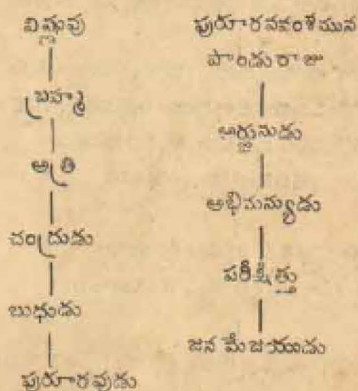 విష్ణువు
బ్రహ్మ
అత్రి
చంద్రుడు
బుధుడు
పురూరవుడు
పురూరవవంశమున
పాండురాజు
అర్జునుడు
అభిమన్యుడు
పరీక్షిత్తు
జనమేజయుడు